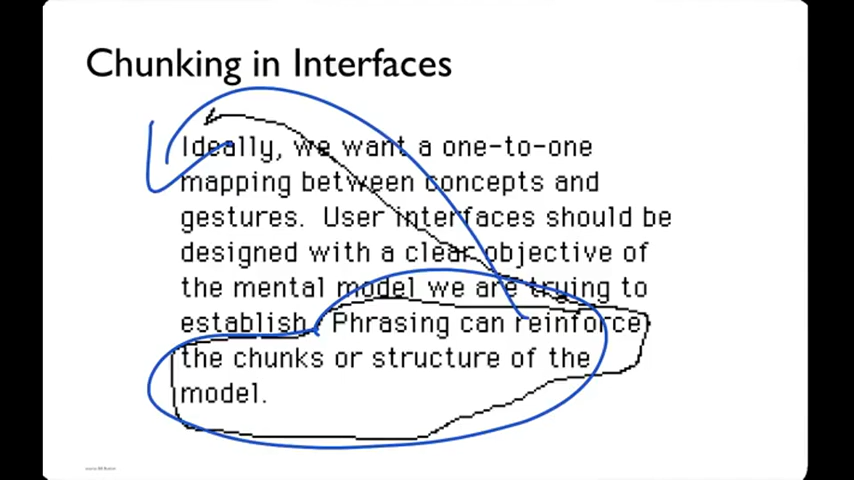 Chunking in Interfaces
Ideally, we want a one-to-one
mapping between concepts and
gestures. User interfaces should be
designed with a clear objective of
the mental model we are trying to
establish. Phrasing can reinforce
the chunks or structure of the
model.